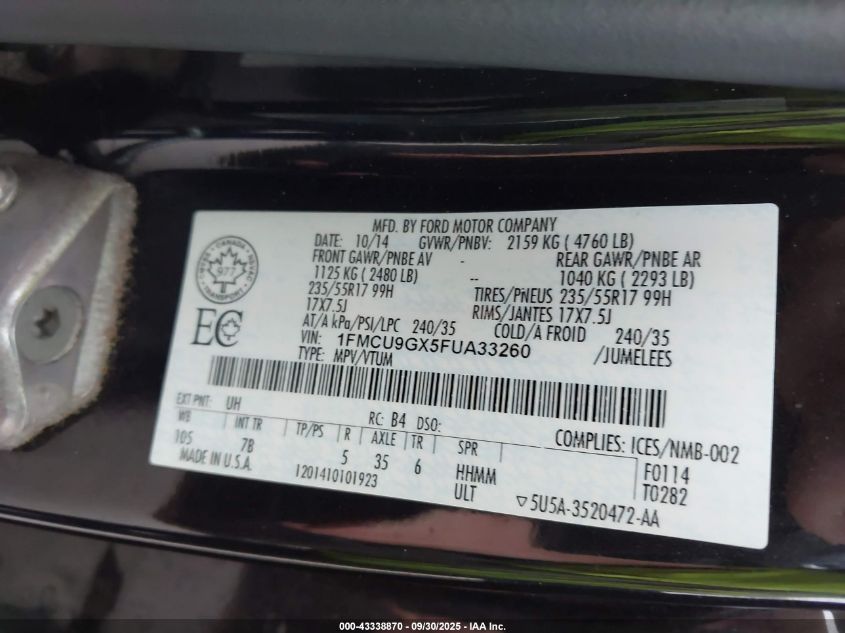 MFD. BY FORD MOTOR COMPANY
DATE: 10/14 GVWR/PNBV: 2159 KG ( 4760 LB)
FRONT GAWR/PNBE AV - REAR GAWR/PNBE AR
1125 KG ( 2480 LB) -- 1040 KG ( 2293 LB)
235/55R17 99H TIRES/PNEUS 235/55R17 99H
17X7.5J RIMS/JANTES 17X7.5J
AT/A kPa/PSI/LPC 240/35 COLD/A FROID 240/35
VIN: 1FMCU9GX5FUA33260 /JUMELEES
TYPE: MPV/VTUM
CANADA
977
TRANSPORT
EC
EXT PNT: UH RC: B4 DSO:
WB INT TR TP/PS R AXLE TR SPR COMPLIES: ICES/NMB-002
105 7B 5 35 6 HHMM F0114
MADE IN U.S.A. 1201410101923 ULT T0282
▽5U5A-3520472-AA
000-43338870 - 09/30/2025 - IAA Inc.